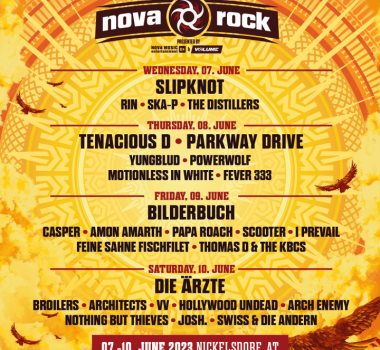 nova rock
PRESENTED BY
NOVA MUSIC entertainment VOLUME
WEDNESDAY, 07. JUNE
SLIPKNOT
RIN • SKA-P • THE DISTILLERS
THURSDAY, 08. JUNE
TENACIOUS D • PARKWAY DRIVE
YUNGBLUD • POWERWOLF
MOTIONLESS IN WHITE • FEVER 333
FRIDAY, 09. JUNE
BILDERBUCH
CASPER • AMON AMARTH • PAPA ROACH • SCOOTER • I PREVAIL
FEINE SAHNE FISCHFILET • THOMAS D & THE KBCS
SATURDAY, 10. JUNE
DIE ÄRZTE
BROILERS • ARCHITECTS • VV • HOLLYWOOD UNDEAD • ARCH ENEMY
NOTHING BUT THIEVES • JOSH. • SWISS & DIE ANDERN
07.-10. JUNE 2023 NICKELSDORF, AT